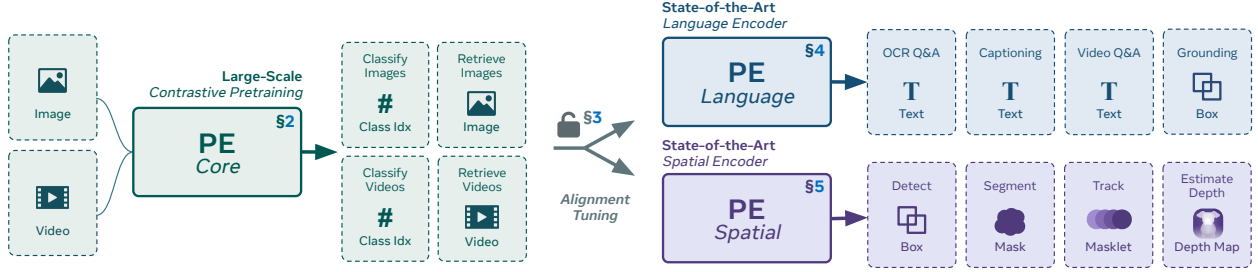 Image
Video
Large-Scale
Contrastive Pretraining
§2
PE
Core
Classify
Images
#
Class Idx
Retrieve
Images
Image
Classify
Videos
#
Class Idx
Retrieve
Videos
Video
§3
Alignment
Tuning
State-of-the-Art
Language Encoder
§4
PE
Language
OCR Q&A
T
Text
Captioning
T
Text
Video Q&A
T
Text
Grounding
Box
State-of-the-Art
Spatial Encoder
§5
PE
Spatial
Detect
Box
Segment
Mask
Track
Masklet
Estimate
Depth
Depth Map